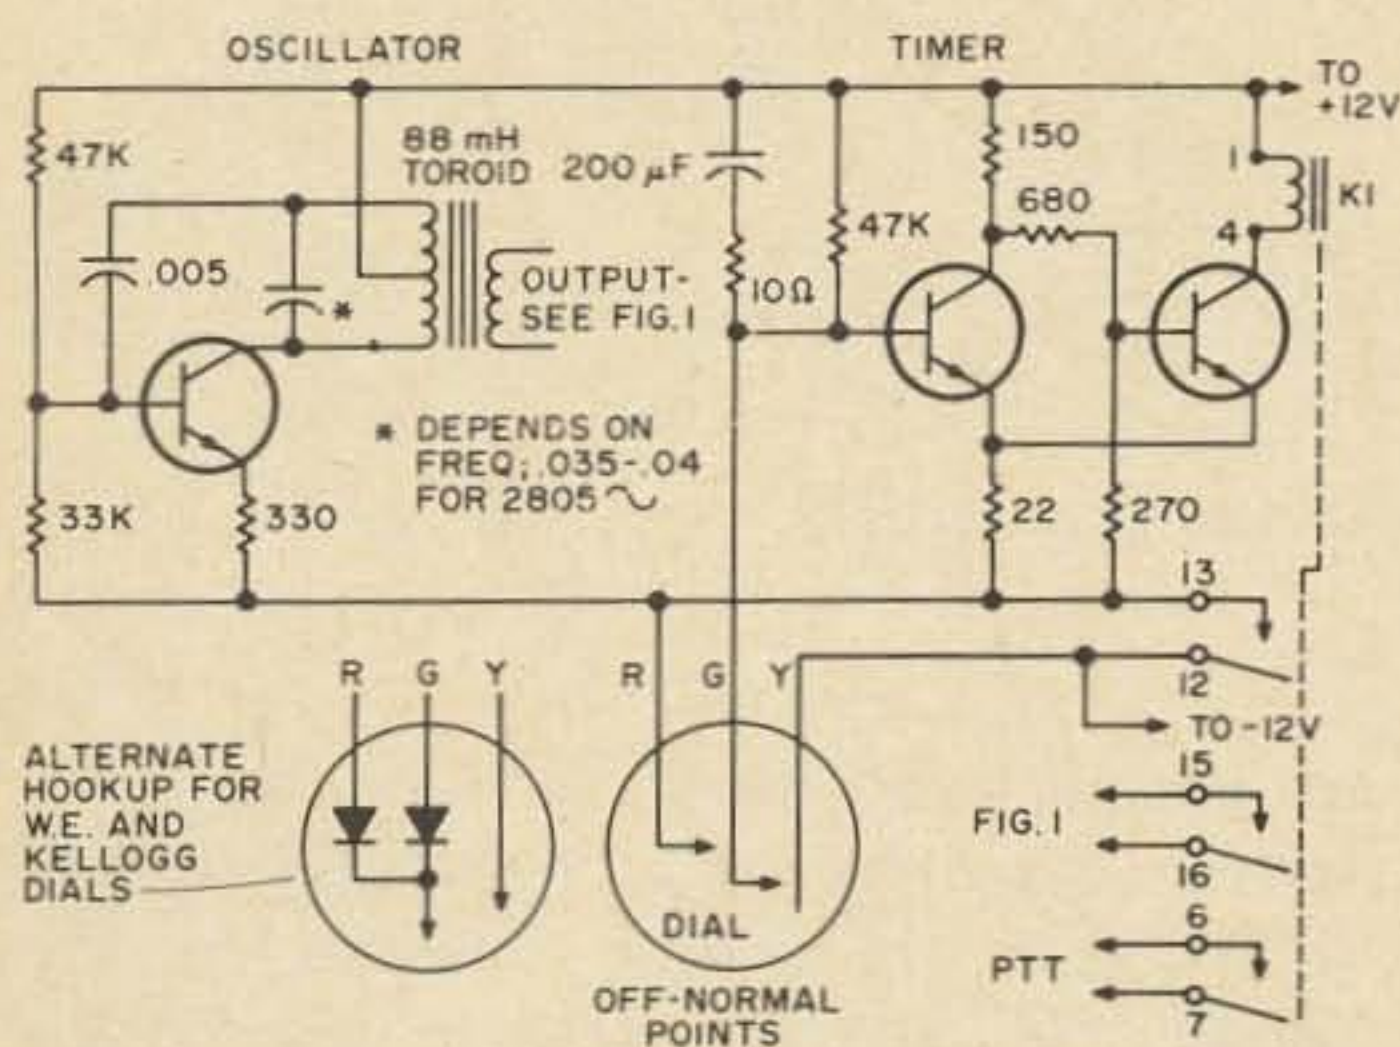 OSCILLATOR
TIMER
TO
+12V
47K
88 mH
TOROID
200 µF
150
680
1
K1
47K
4
.005
*
OUTPUT-
SEE FIG. 1
10Ω
* DEPENDS ON
FREQ; .035-.04
FOR 2805 ~
33K
330
22
270
13
12
TO -12V
R G Y
R G Y
ALTERNATE
HOOKUP FOR
W.E. AND
KELLOGG
DIALS
DIAL
OFF-NORMAL
POINTS
15
FIG. 1
16
6
PTT
7